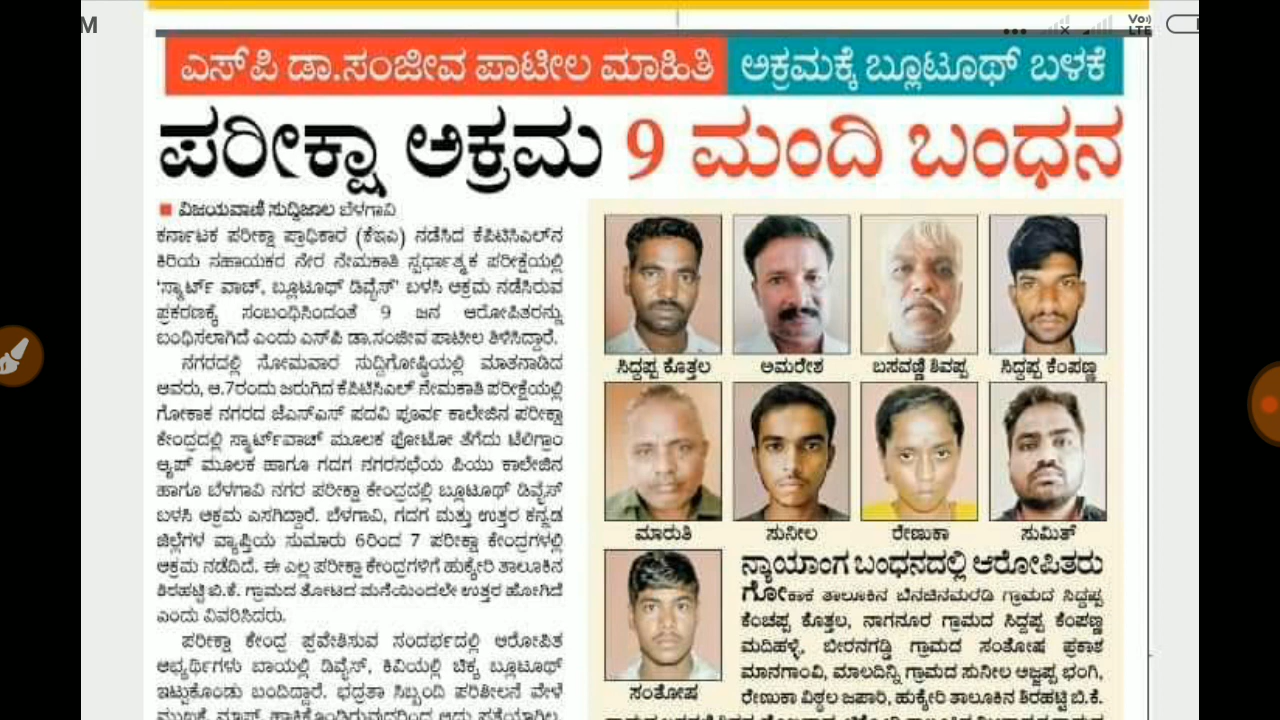 M
Vo)) LTE
ಎಸ್‌ಪಿ ಡಾ.ಸಂಜೀವ ಪಾಟೀಲ ಮಾಹಿತಿ
ಅಕ್ರಮಕ್ಕೆ ಬ್ಲೂಟೂಥ್ ಬಳಕೆ
ಪರೀಕ್ಷಾ ಅಕ್ರಮ 9 ಮಂದಿ ಬಂಧನ
ವಿಜಯವಾಣಿ ಸುದ್ದಿಜಾಲ ಬೆಳಗಾವಿ
ಕರ್ನಾಟಕ ಪರೀಕ್ಷಾ ಪ್ರಾಧಿಕಾರ (ಕೆಇಎ) ನಡೆಸಿದ ಕೆಪಿಟಿಸಿಎಲ್‌ನ
ಕಿರಿಯ ಸಹಾಯಕರ ನೇರ ನೇಮಕಾತಿ ಸ್ಪರ್ಧಾತ್ಮಕ ಪರೀಕ್ಷೆಯಲ್ಲಿ
'ಸ್ಮಾರ್ಟ್ ವಾಚ್, ಬ್ಲೂಟೂಥ್ ಡಿವೈಸ್' ಬಳಸಿ ಅಕ್ರಮ ನಡೆಸಿರುವ
ಪ್ರಕರಣಕ್ಕೆ ಸಂಬಂಧಿಸಿಂದಂತೆ 9 ಜನ ಆರೋಪಿತರನ್ನು
ಬಂಧಿಸಲಾಗಿದೆ ಎಂದು ಎಸ್‌ಪಿ ಡಾ.ಸಂಜೀವ ಪಾಟೀಲ ತಿಳಿಸಿದ್ದಾರೆ.
ನಗರದಲ್ಲಿ ಸೋಮವಾರ ಸುದ್ದಿಗೋಷ್ಠಿಯಲ್ಲಿ ಮಾತನಾಡಿದ
ಅವರು, ಆ.7ರಂದು ಜರುಗಿದ ಕೆಪಿಟಿಸಿಎಲ್ ನೇಮಕಾತಿ ಪರೀಕ್ಷೆಯಲ್ಲಿ
ಗೋಕಾಕ ನಗರದ ಜೆಎಸ್‌ಎಸ್ ಪದವಿ ಪೂರ್ವ ಕಾಲೇಜಿನ ಪರೀಕ್ಷಾ
ಕೇಂದ್ರದಲ್ಲಿ ಸ್ಮಾರ್ಟ್‌ವಾಚ್ ಮೂಲಕ ಫೋಟೋ ತೆಗೆದು ಟೆಲಿಗ್ರಾಂ
ಆ್ಯಪ್ ಮೂಲಕ ಹಾಗೂ ಗದಗ ನಗರಸಭೆಯ ಪಿಯು ಕಾಲೇಜಿನ
ಹಾಗೂ ಬೆಳಗಾವಿ ನಗರ ಪರೀಕ್ಷಾ ಕೇಂದ್ರದಲ್ಲಿ ಬ್ಲೂಟೂಥ್ ಡಿವೈಸ್
ಬಳಸಿ ಅಕ್ರಮ ಎಸಗಿದ್ದಾರೆ. ಬೆಳಗಾವಿ, ಗದಗ ಮತ್ತು ಉತ್ತರ ಕನ್ನಡ
ಜಿಲ್ಲೆಗಳ ವ್ಯಾಪ್ತಿಯ ಸುಮಾರು 6ರಿಂದ 7 ಪರೀಕ್ಷಾ ಕೇಂದ್ರಗಳಲ್ಲಿ
ಅಕ್ರಮ ನಡೆದಿದೆ. ಈ ಎಲ್ಲ ಪರೀಕ್ಷಾ ಕೇಂದ್ರಗಳಿಗೆ ಹುಕ್ಕೇರಿ ತಾಲೂಕಿನ
ಶಿರಹಟ್ಟಿ ಬಿ.ಕೆ. ಗ್ರಾಮದ ತೋಟದ ಮನೆಯಿಂದಲೇ ಉತ್ತರ ಹೋಗಿದೆ
ಎಂದು ವಿವರಿಸಿದರು.
ಪರೀಕ್ಷಾ ಕೇಂದ್ರ ಪ್ರವೇಶಿಸುವ ಸಂದರ್ಭದಲ್ಲಿ ಆರೋಪಿತ
ಅಭ್ಯರ್ಥಿಗಳು ಬಾಯಲ್ಲಿ ಡಿವೈಸ್, ಕಿವಿಯಲ್ಲಿ ಚಿಕ್ಕ ಬ್ಲೂಟೂಥ್
ಇಟ್ಟುಕೊಂಡು ಬಂದಿದ್ದಾರೆ. ಭದ್ರತಾ ಸಿಬ್ಬಂದಿ ಪರಿಶೀಲನೆ ವೇಳೆ
ಸಿದ್ದಪ್ಪ ಕೊತ್ತಲ
ಅಮರೇಶ
ಬಸವಣ್ಣಿ ಶಿವಪ್ಪ
ಸಿದ್ದಪ್ಪ ಕೆಂಪಣ್ಣ
ಮಾರುತಿ
ಸುನೀಲ
ರೇಣುಕಾ
ಸುಮಿತ್
ಸಂತೋಷ
ನ್ಯಾಯಾಂಗ ಬಂಧನದಲ್ಲಿ ಆರೋಪಿತರು
ಗೋಕಾಕ ತಾಲೂಕಿನ ಬೆನಚಿನಮರಡಿ ಗ್ರಾಮದ ಸಿದ್ದಪ್ಪ
ಕೆಂಚಪ್ಪ ಕೊತ್ತಲ, ನಾಗನೂರ ಗ್ರಾಮದ ಸಿದ್ದಪ್ಪ ಕೆಂಪಣ್ಣ
ಮದಿಹಳ್ಳಿ, ಬೀರನಗಡ್ಡಿ ಗ್ರಾಮದ ಸಂತೋಷ ಪ್ರಕಾಶ
ಮಾನಗಾಂವಿ, ಮಾಲದಿನ್ನಿ ಗ್ರಾಮದ ಸುನೀಲ ಅಜ್ಜಪ್ಪ ಭಂಗಿ,
ರೇಣುಕಾ ವಿಠ್ಠಲ ಜವಾರಿ, ಹುಕ್ಕೇರಿ ತಾಲೂಕಿನ ಶಿರಹಟ್ಟಿ ಬಿ.ಕೆ.